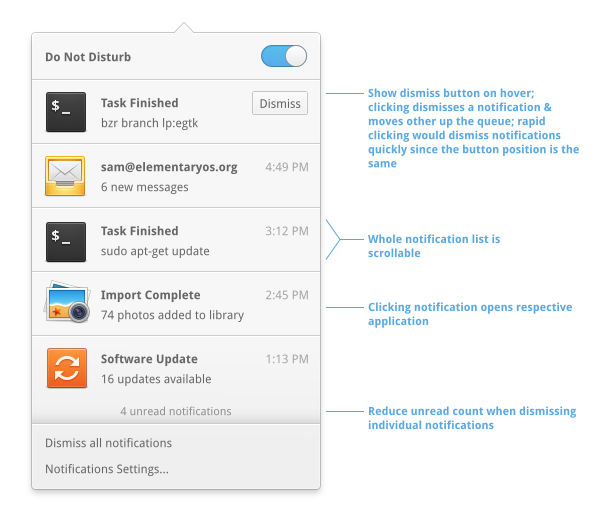 Do Not Disturb
$_
Task Finished
Dismiss
bzr branch lp:egtk
sam@elementaryos.org 4:49 PM
6 new messages
$_
Task Finished 3:12 PM
sudo apt-get update
Import Complete 2:45 PM
74 photos added to library
Software Update 1:13 PM
16 updates available
4 unread notifications
Dismiss all notifications
Notifications Settings...
Show dismiss button on hover;
clicking dismisses a notification &
moves other up the queue; rapid
clicking would dismiss notifications
quickly since the button position is the
same
Whole notification list is
scrollable
Clicking notification opens respective
application
Reduce unread count when dismissing
individual notifications